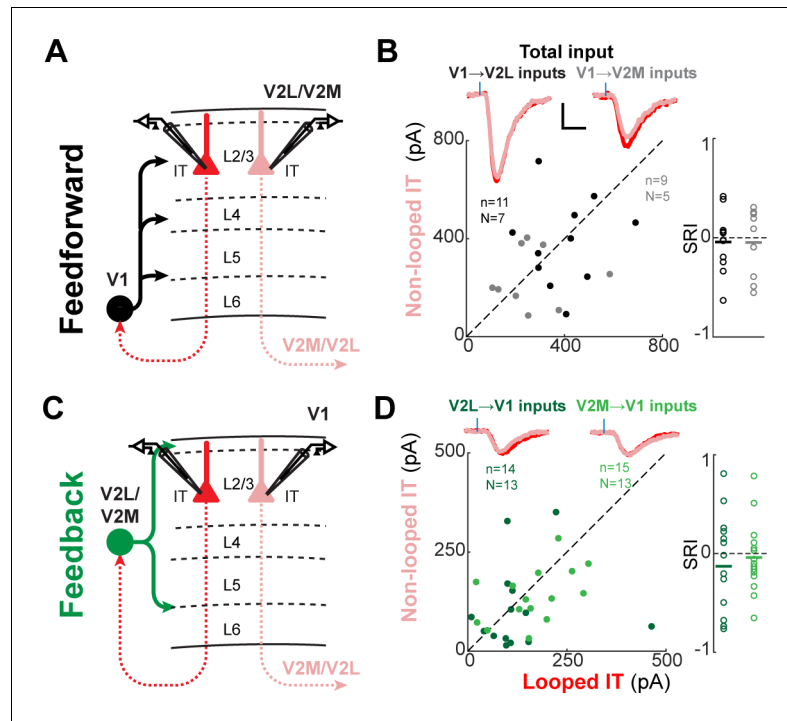 A
Feedforward
V2L/V2M
IT
L2/3
IT
L4
L5
L6
V1
V2M/V2L
B
Total input
V1→V2L inputs
V1→V2M inputs
Non-looped IT (pA)
800
400
0
n=11
N=7
n=9
N=5
0
400
800
SRI
1
0
-1
C
Feedback
V1
V2L/
V2M
IT
L2/3
IT
L4
L5
L6
V2M/V2L
D
V2L→V1 inputs
V2M→V1 inputs
Non-looped IT (pA)
500
250
0
n=14
N=13
n=15
N=13
0
250
500
Looped IT (pA)
SRI
1
0
-1